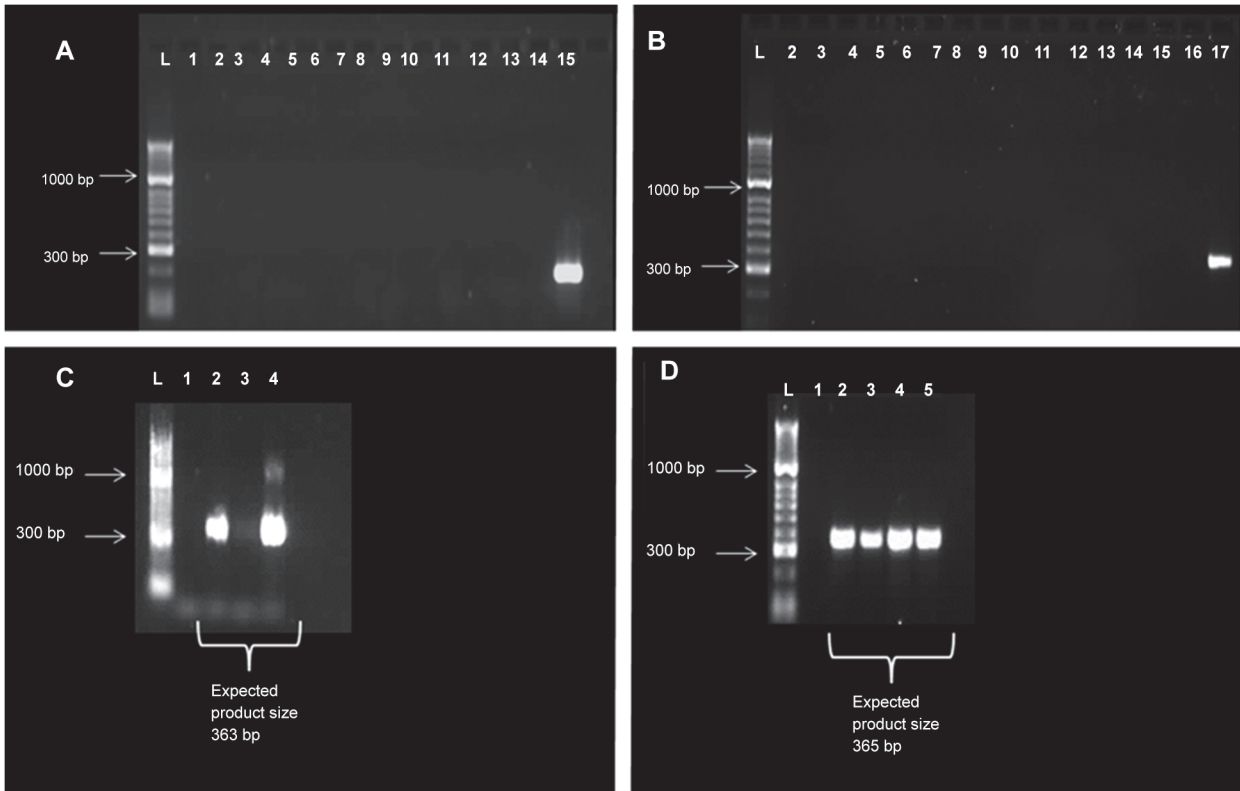 A
L 1 2 3 4 5 6 7 8 9 10 11 12 13 14 15
1000 bp
300 bp
B
L 2 3 4 5 6 7 8 9 10 11 12 13 14 15 16 17
1000 bp
300 bp
C
L 1 2 3 4
1000 bp
300 bp
Expected
product size
363 bp
D
L 1 2 3 4 5
1000 bp
300 bp
Expected
product size
365 bp